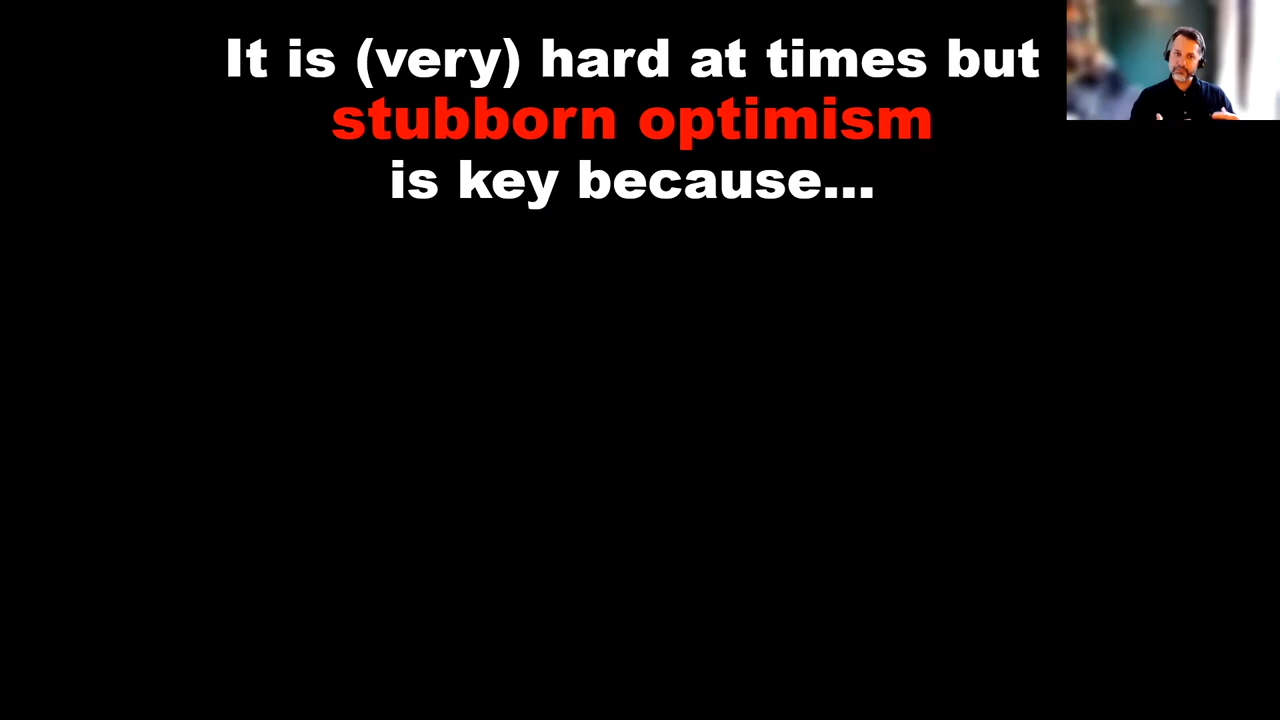 It is (very) hard at times but
stubborn optimism
is key because...